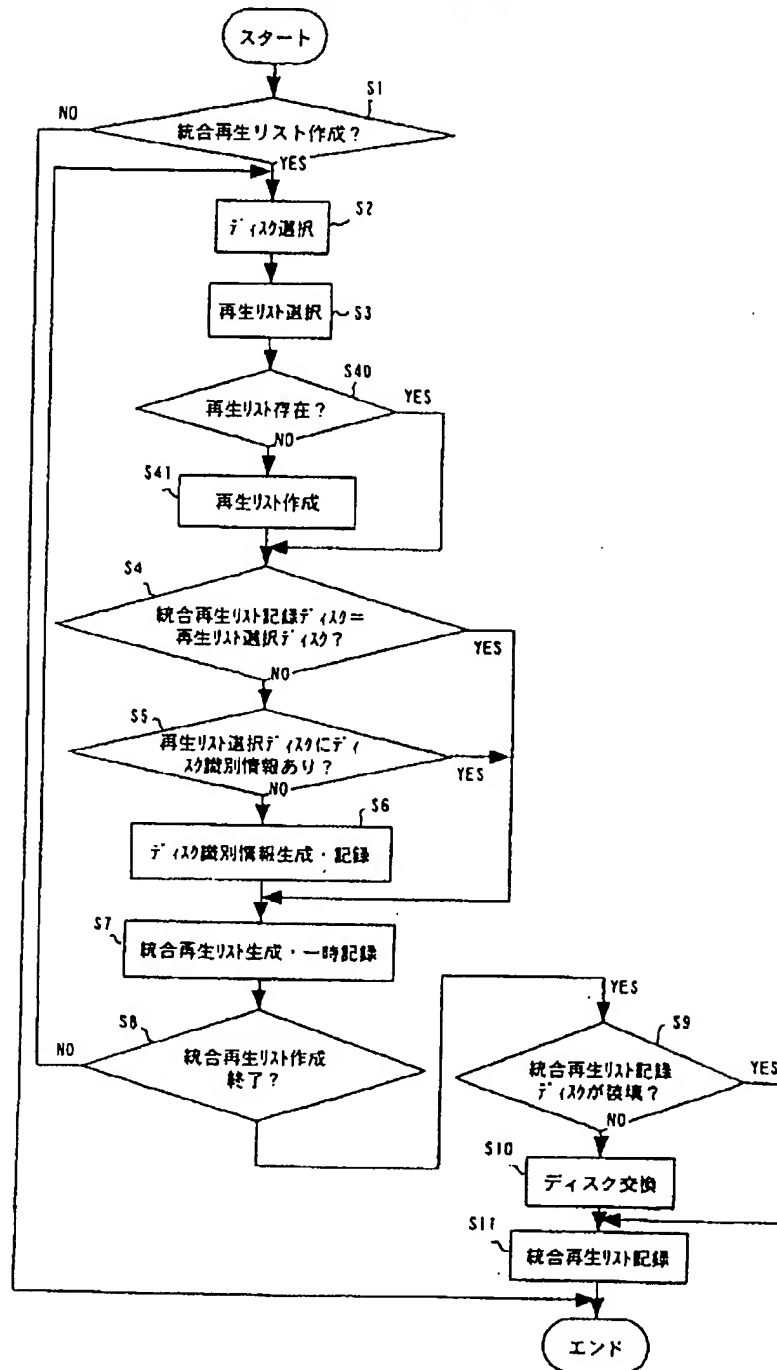 スタート
S1
NO
統合再生リスト作成？
YES
S2
ディスク選択
再生リスト選択
S3
S40
再生リスト存在？
YES
NO
S41
再生リスト作成
S4
統合再生リスト記録ディスク＝
再生リスト選択ディスク？
YES
NO
S5
再生リスト選択ディスクにディ
スク識別情報あり？
YES
NO
S6
ディスク識別情報生成・記録
S7
統合再生リスト生成・一時記録
YES
S8
NO
統合再生リスト作成
終了？
S9
統合再生リスト記録
ディスクが装填？
YES
NO
S10
ディスク交換
S11
統合再生リスト記録
エンド